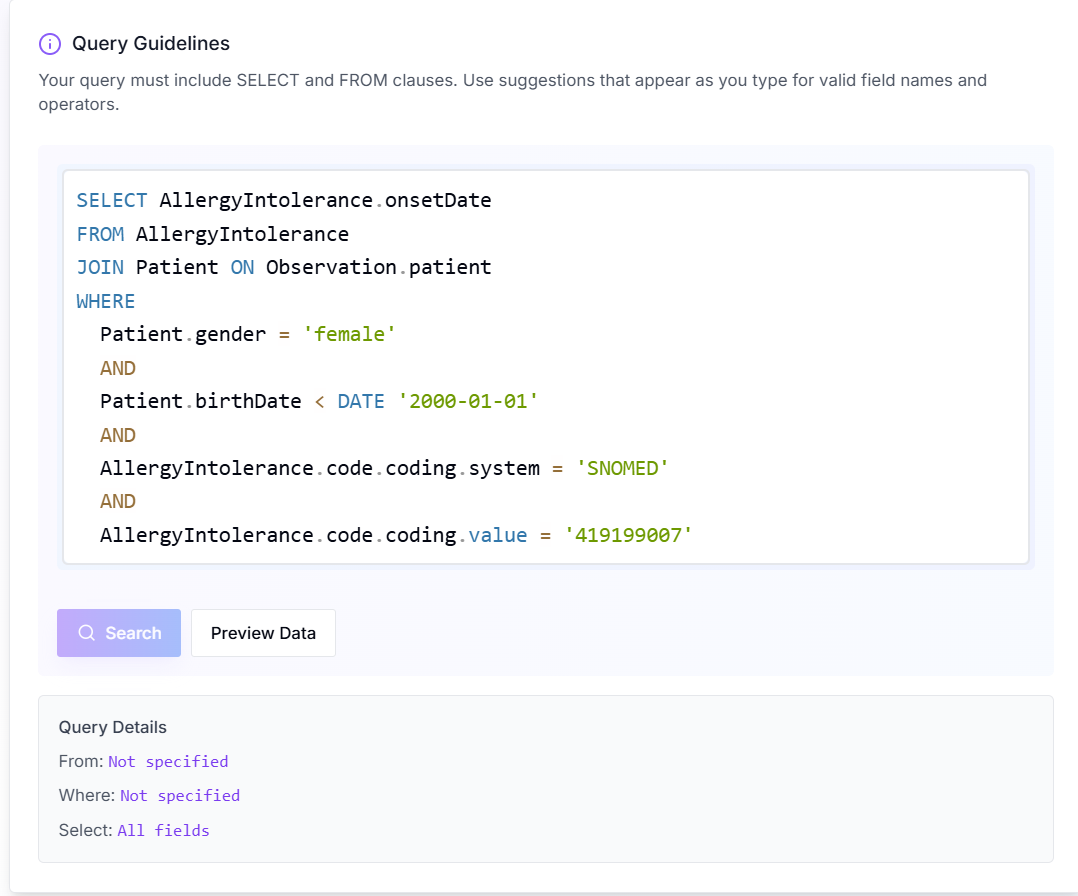 Query Guidelines
Your query must include SELECT and FROM clauses. Use suggestions that appear as you type for valid field names and
operators.
SELECT AllergyIntolerance.onsetDate
FROM AllergyIntolerance
JOIN Patient ON Observation.patient
WHERE
  Patient.gender = 'female'
  AND
  Patient.birthDate < DATE '2000-01-01'
  AND
  AllergyIntolerance.code.coding.system = 'SNOMED'
  AND
  AllergyIntolerance.code.coding.value = '419199007'
Search
Preview Data
Query Details
From: Not specified
Where: Not specified
Select: All fields